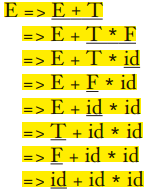 E => E + T
=> E + T * F
=> E + T * id
=> E + F * id
=> E + id * id
=> T + id * id
=> F + id * id
=> id + id * id